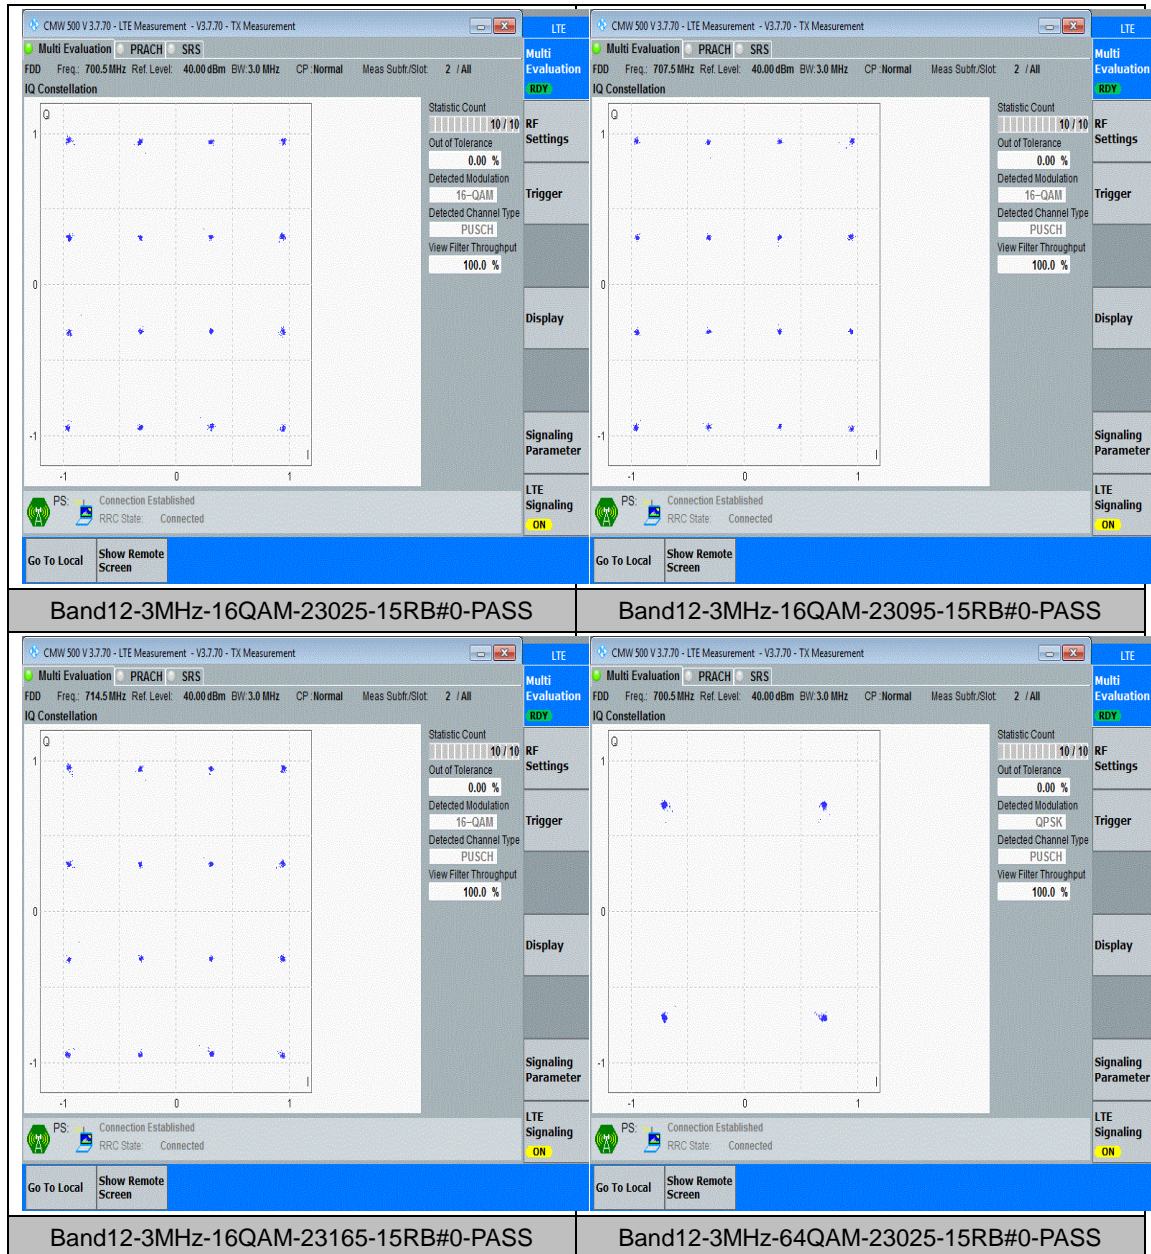 CMW 500 V 3.7.70 - LTE Measurement - V3.7.70 - TX Measurement
LTE
Multi Evaluation PRACH SRS
Multi
Evaluation
RDY
FDD Freq.: 700.5 MHz Ref. Level: 40.00 dBm BW: 3.0 MHz CP : Normal Meas Subfr./Slot: 2 / All
IQ Constellation
Q
1
0
-1
-1 0 1
I
Statistic Count
10 / 10
Out of Tolerance
0.00 %
Detected Modulation
16-QAM
Detected Channel Type
PUSCH
View Filter Throughput
100.0 %
RF
Settings
Trigger
Display
Signaling
Parameter
LTE
Signaling
ON
PS: Connection Established
RRC State: Connected
Go To Local
Show Remote
Screen
CMW 500 V 3.7.70 - LTE Measurement - V3.7.70 - TX Measurement
LTE
Multi Evaluation PRACH SRS
Multi
Evaluation
RDY
FDD Freq.: 707.5 MHz Ref. Level: 40.00 dBm BW: 3.0 MHz CP : Normal Meas Subfr./Slot: 2 / All
IQ Constellation
Q
1
0
-1
-1 0 1
I
Statistic Count
10 / 10
Out of Tolerance
0.00 %
Detected Modulation
16-QAM
Detected Channel Type
PUSCH
View Filter Throughput
100.0 %
RF
Settings
Trigger
Display
Signaling
Parameter
LTE
Signaling
ON
PS: Connection Established
RRC State: Connected
Go To Local
Show Remote
Screen
Band12-3MHz-16QAM-23025-15RB#0-PASS
Band12-3MHz-16QAM-23095-15RB#0-PASS
CMW 500 V 3.7.70 - LTE Measurement - V3.7.70 - TX Measurement
LTE
Multi Evaluation PRACH SRS
Multi
Evaluation
RDY
FDD Freq.: 714.5 MHz Ref. Level: 40.00 dBm BW: 3.0 MHz CP : Normal Meas Subfr./Slot: 2 / All
IQ Constellation
Q
1
0
-1
-1 0 1
I
Statistic Count
10 / 10
Out of Tolerance
0.00 %
Detected Modulation
16-QAM
Detected Channel Type
PUSCH
View Filter Throughput
100.0 %
RF
Settings
Trigger
Display
Signaling
Parameter
LTE
Signaling
ON
PS: Connection Established
RRC State: Connected
Go To Local
Show Remote
Screen
CMW 500 V 3.7.70 - LTE Measurement - V3.7.70 - TX Measurement
LTE
Multi Evaluation PRACH SRS
Multi
Evaluation
RDY
FDD Freq.: 700.5 MHz Ref. Level: 40.00 dBm BW: 3.0 MHz CP : Normal Meas Subfr./Slot: 2 / All
IQ Constellation
Q
1
0
-1
-1 0 1
I
Statistic Count
10 / 10
Out of Tolerance
0.00 %
Detected Modulation
QPSK
Detected Channel Type
PUSCH
View Filter Throughput
100.0 %
RF
Settings
Trigger
Display
Signaling
Parameter
LTE
Signaling
ON
PS: Connection Established
RRC State: Connected
Go To Local
Show Remote
Screen
Band12-3MHz-16QAM-23165-15RB#0-PASS
Band12-3MHz-64QAM-23025-15RB#0-PASS